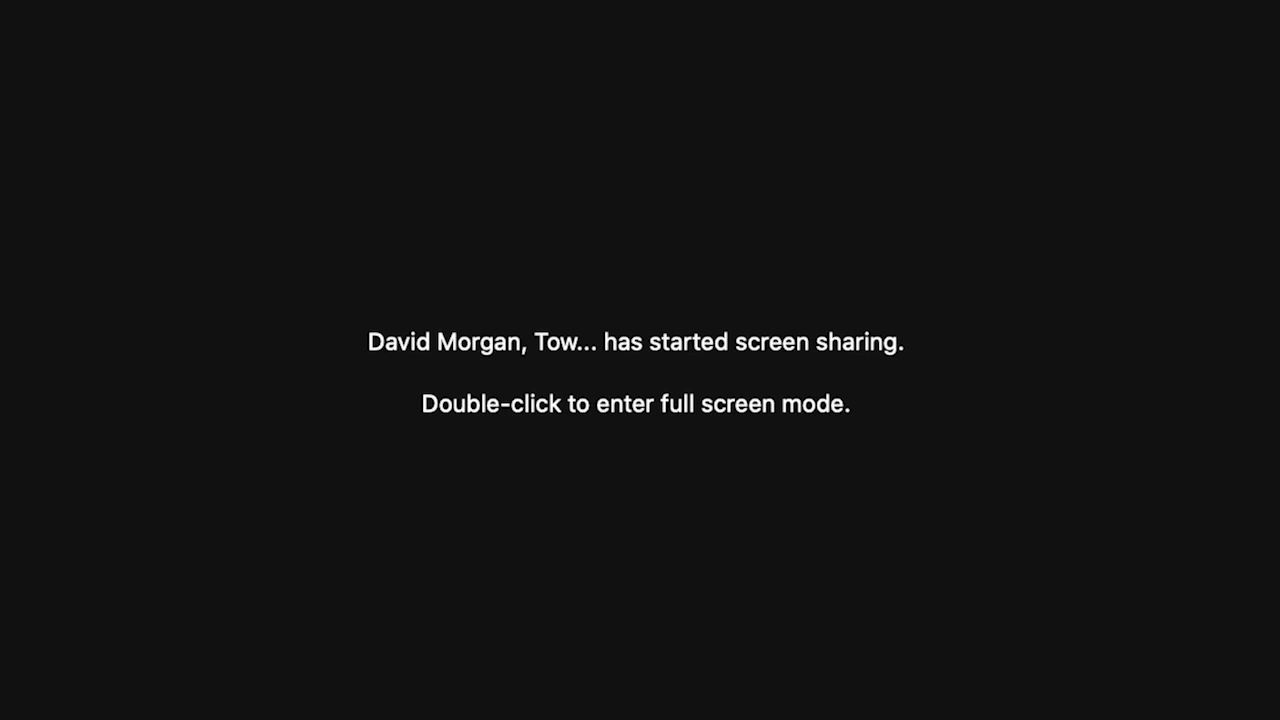 David Morgan, Tow... has started screen sharing.
Double-click to enter full screen mode.